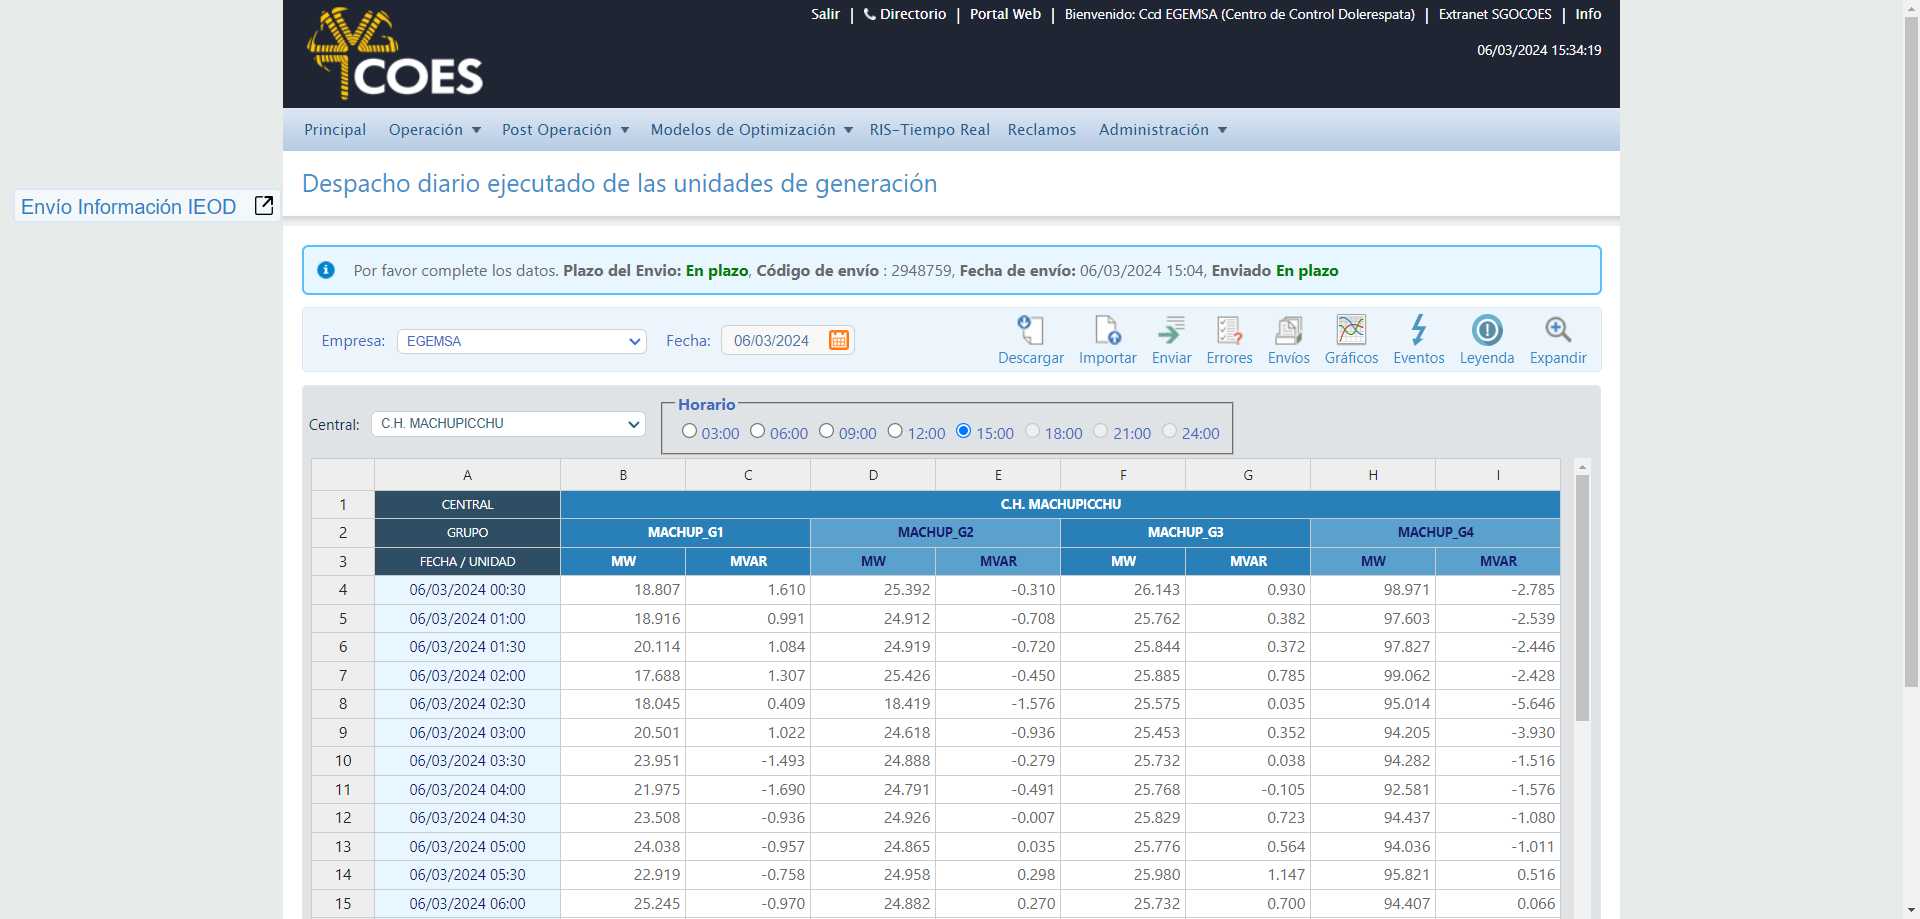 Salir | Directorio | Portal Web | Bienvenido: Ccd EGEMSA (Centro de Control Dolerespata) | Extranet SGOCOES | Info
06/03/2024 15:34:19
COES
Principal Operación Post Operación Modelos de Optimización RIS-Tiempo Real Reclamos Administración
Despacho diario ejecutado de las unidades de generación
Envío Información IEOD
Por favor complete los datos. Plazo del Envio: En plazo, Código de envío : 2948759, Fecha de envío: 06/03/2024 15:04, Enviado En plazo
Empresa: EGEMSA Fecha: 06/03/2024
Descargar Importar Enviar Errores Envíos Gráficos Eventos Leyenda Expandir
Central: C.H. MACHUPICCHU
Horario
03:00 06:00 09:00 12:00 15:00 18:00 21:00 24:00
A B C D E F G H I
1 CENTRAL C.H. MACHUPICCHU
2 GRUPO MACHUP_G1 MACHUP_G2 MACHUP_G3 MACHUP_G4
3 FECHA / UNIDAD MW MVAR MW MVAR MW MVAR MW MVAR
4 06/03/2024 00:30 18.807 1.610 25.392 -0.310 26.143 0.930 98.971 -2.785
5 06/03/2024 01:00 18.916 0.991 24.912 -0.708 25.762 0.382 97.603 -2.539
6 06/03/2024 01:30 20.114 1.084 24.919 -0.720 25.844 0.372 97.827 -2.446
7 06/03/2024 02:00 17.688 1.307 25.426 -0.450 25.885 0.785 99.062 -2.428
8 06/03/2024 02:30 18.045 0.409 18.419 -1.576 25.575 0.035 95.014 -5.646
9 06/03/2024 03:00 20.501 1.022 24.618 -0.936 25.453 0.352 94.205 -3.930
10 06/03/2024 03:30 23.951 -1.493 24.888 -0.279 25.732 0.038 94.282 -1.516
11 06/03/2024 04:00 21.975 -1.690 24.791 -0.491 25.768 -0.105 92.581 -1.576
12 06/03/2024 04:30 23.508 -0.936 24.926 -0.007 25.829 0.723 94.437 -1.080
13 06/03/2024 05:00 24.038 -0.957 24.865 0.035 25.776 0.564 94.036 -1.011
14 06/03/2024 05:30 22.919 -0.758 24.958 0.298 25.980 1.147 95.821 0.516
15 06/03/2024 06:00 25.245 -0.970 24.882 0.270 25.732 0.700 94.407 0.066